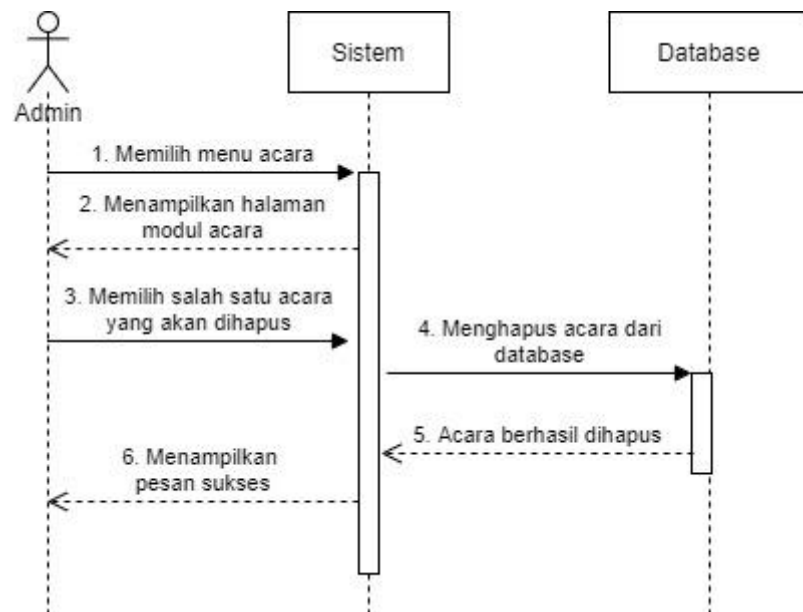 Sistem
Database
Admin
1. Memilih menu acara
2. Menampilkan halaman
modul acara
3. Memilih salah satu acara
yang akan dihapus
4. Menghapus acara dari
database
5. Acara berhasil dihapus
6. Menampilkan
pesan sukses